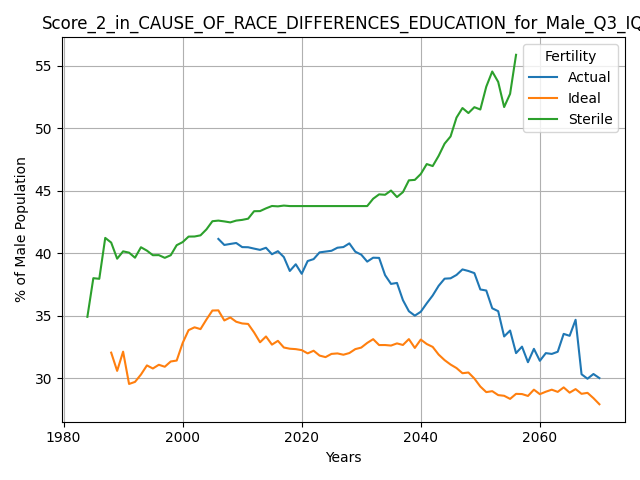 Score_2_in_CAUSE_OF_RACE_DIFFERENCES_EDUCATION_for_Male_Q3_IQ
Fertility
Actual
Ideal
Sterile
% of Male Population
55
50
45
40
35
30
1980 2000 2020 2040 2060
Years